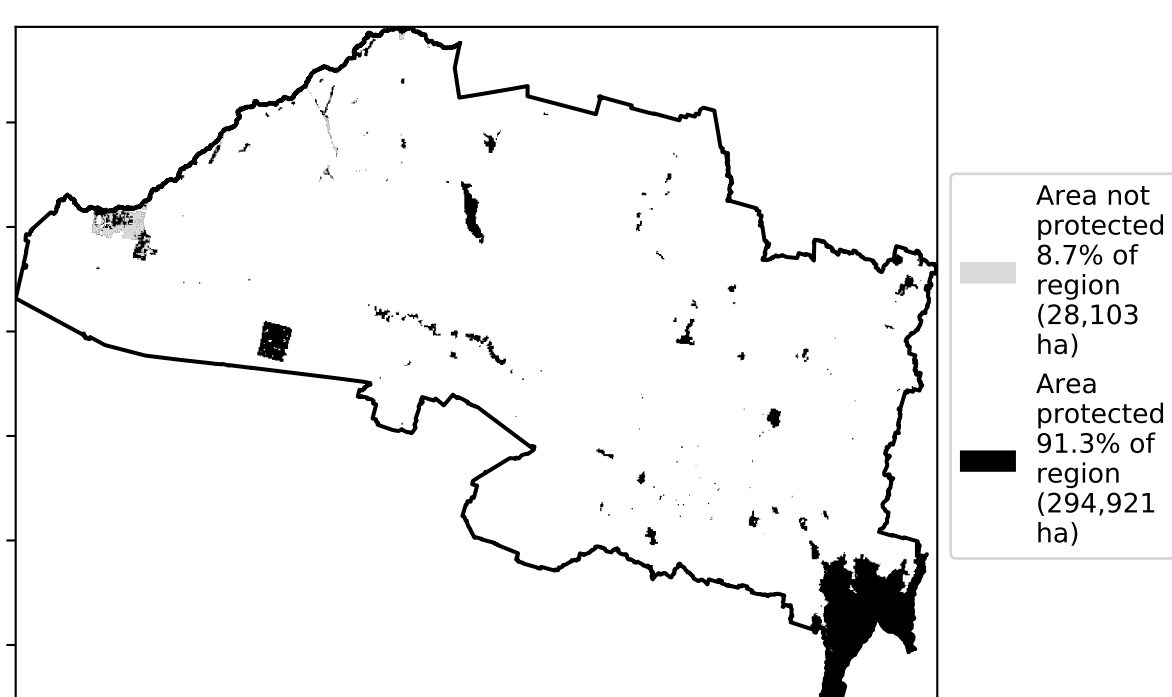 Area not
protected
8.7% of
region
(28,103
ha)
Area
protected
91.3% of
region
(294,921
ha)